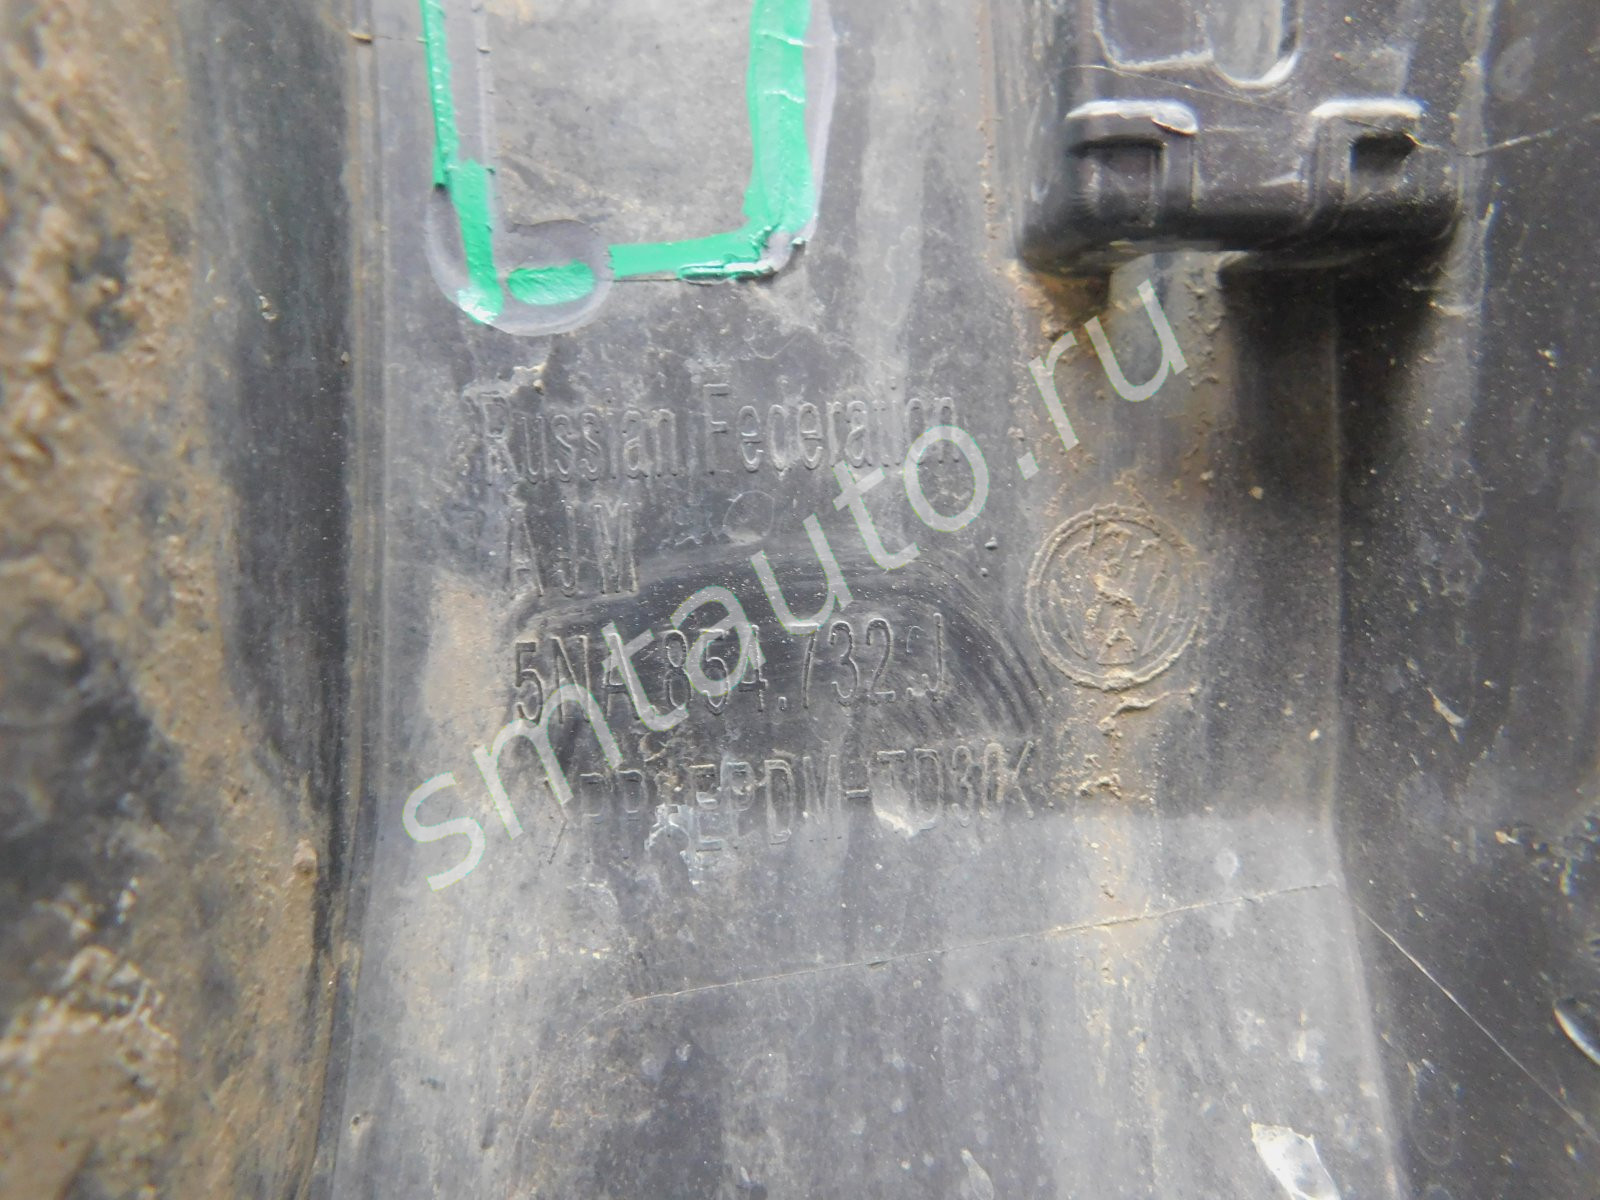 Russian Federation
AJM
5NA.854.732.J
>PP+EPDM-TD30<
smtauto.ru